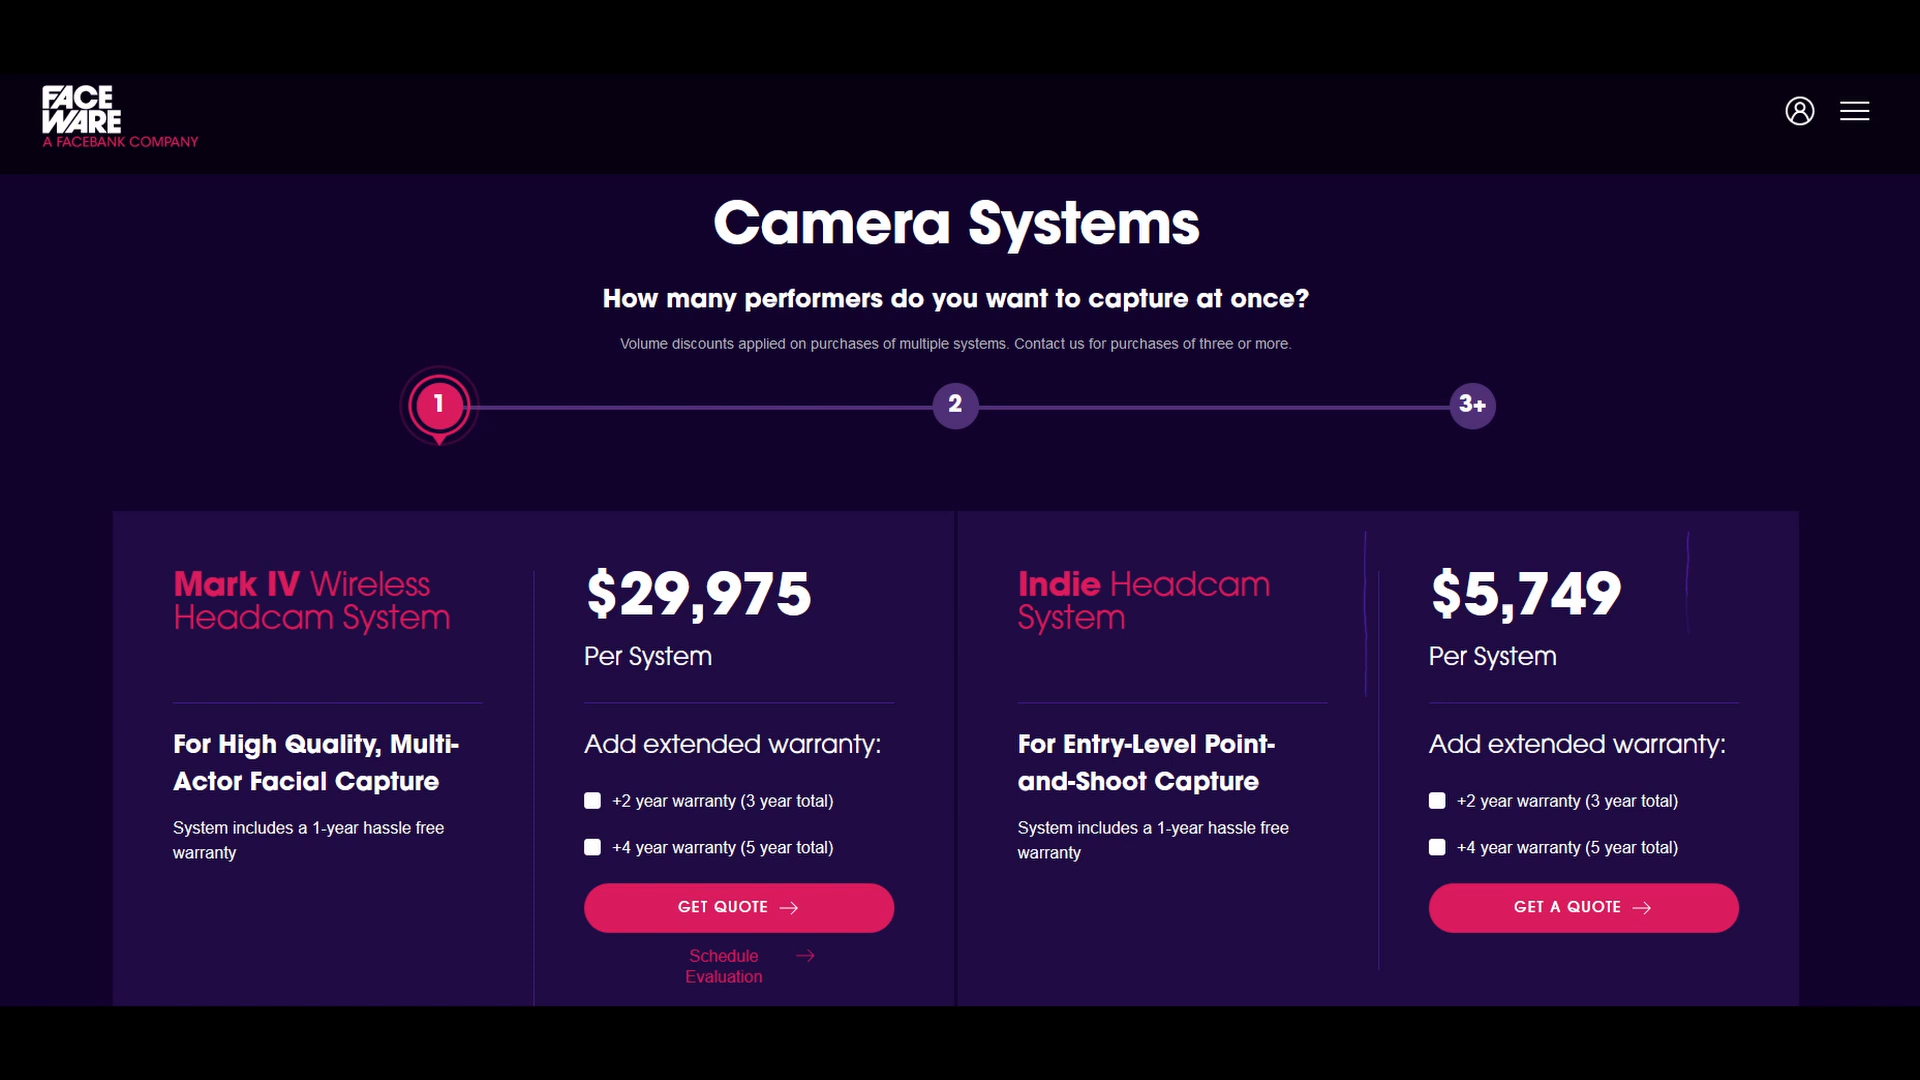 FACE
WARE
A FACEBANK COMPANY
Camera Systems
How many performers do you want to capture at once?
Volume discounts applied on purchases of multiple systems. Contact us for purchases of three or more.
1
2
3+
Mark IV Wireless
Headcam System
For High Quality, Multi-
Actor Facial Capture
System includes a 1-year hassle free
warranty
$29,975
Per System
Add extended warranty:
+2 year warranty (3 year total)
+4 year warranty (5 year total)
GET QUOTE
Schedule
Evaluation
Indie Headcam
System
For Entry-Level Point-
and-Shoot Capture
System includes a 1-year hassle free
warranty
$5,749
Per System
Add extended warranty:
+2 year warranty (3 year total)
+4 year warranty (5 year total)
GET A QUOTE